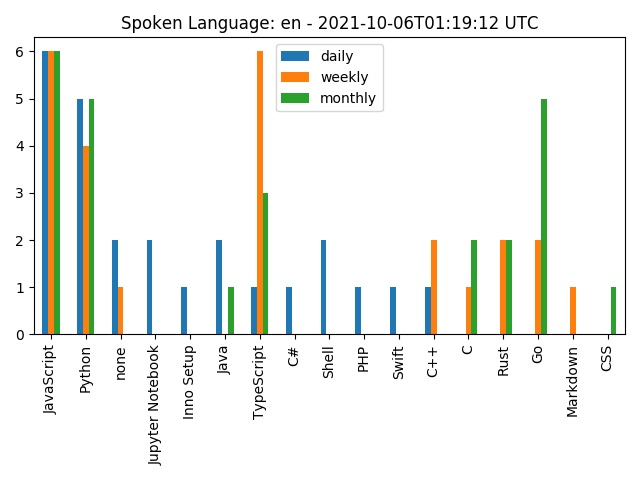 Spoken Language: en - 2021-10-06T01:19:12 UTC
daily
weekly
monthly
6
5
4
3
2
1
0
JavaScript
Python
none
Jupyter Notebook
Inno Setup
Java
TypeScript
C#
Shell
PHP
Swift
C++
C
Rust
Go
Markdown
CSS